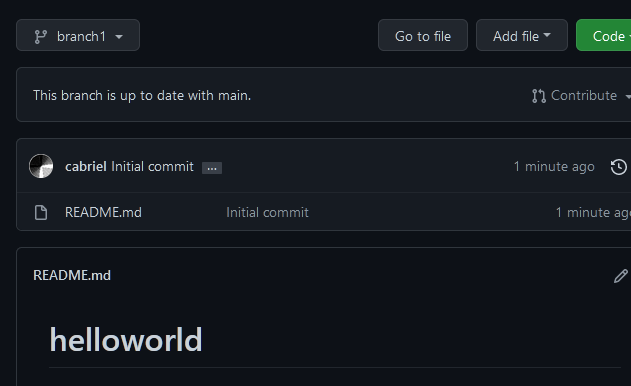 branch1
Go to file
Add file
Code
This branch is up to date with main.
Contribute
cabriel Initial commit ...
1 minute ago
README.md
Initial commit
1 minute ago
README.md
helloworld